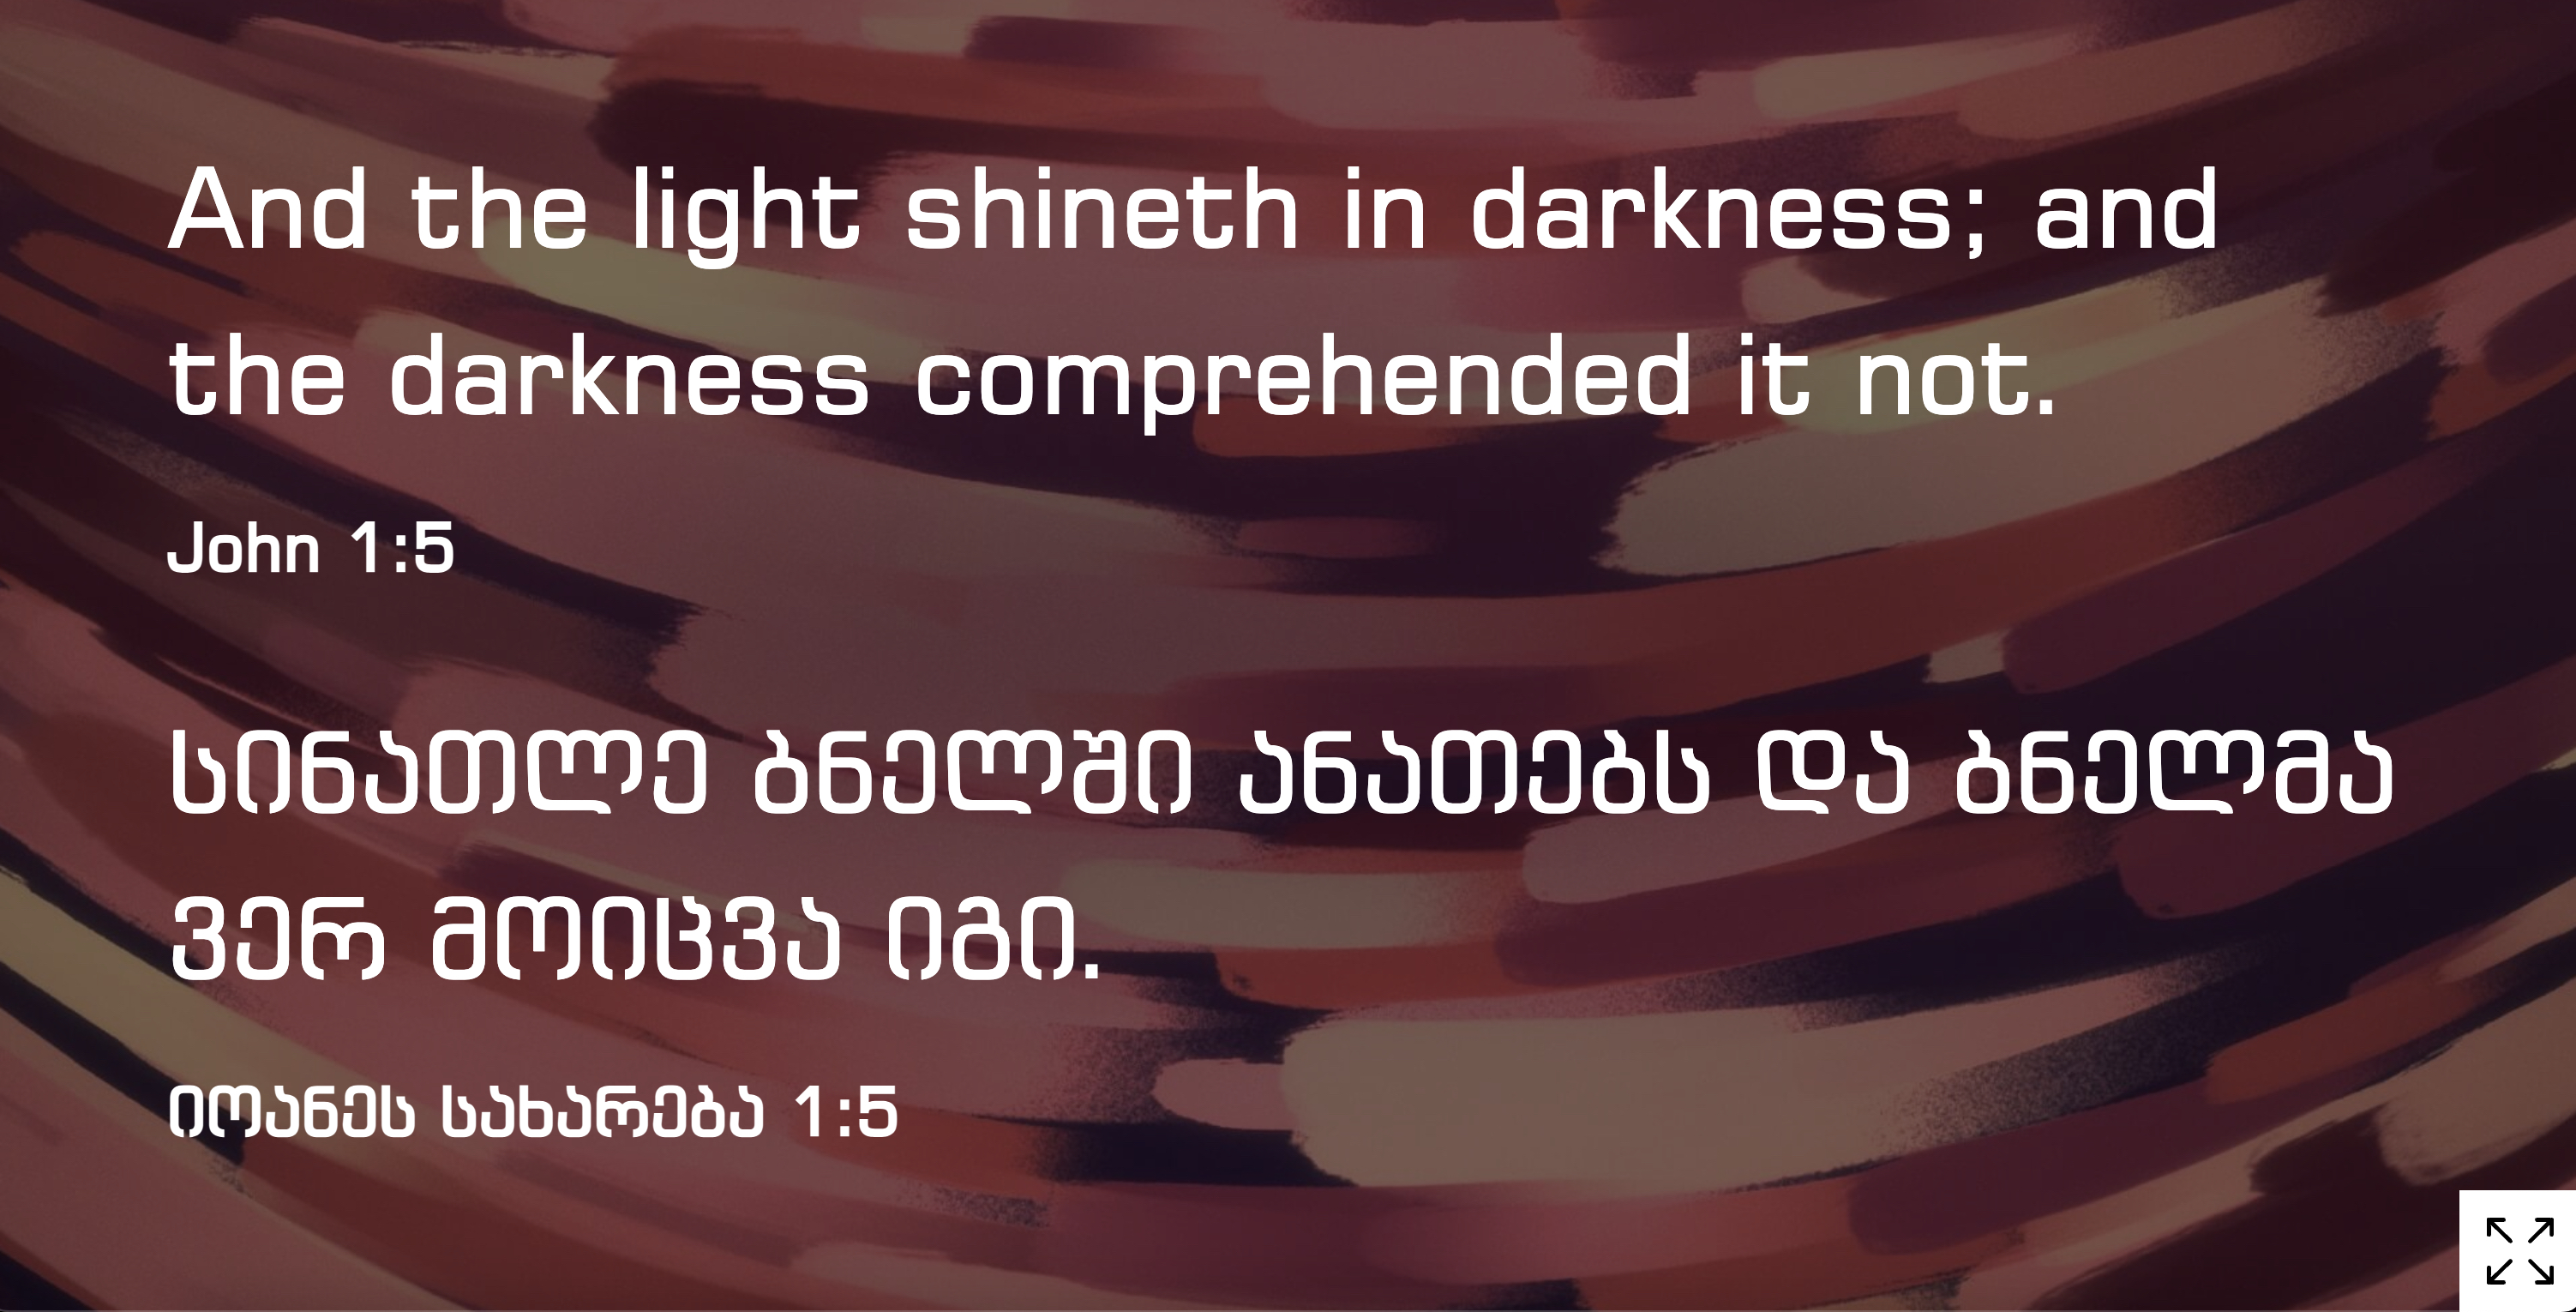 And the light shineth in darkness; and
the darkness comprehended it not.
John 1:5
სინათლე ბნელში ანათებს და ბნელმა
ვერ მოიცვა იგი.
იოანეს სახარება 1:5